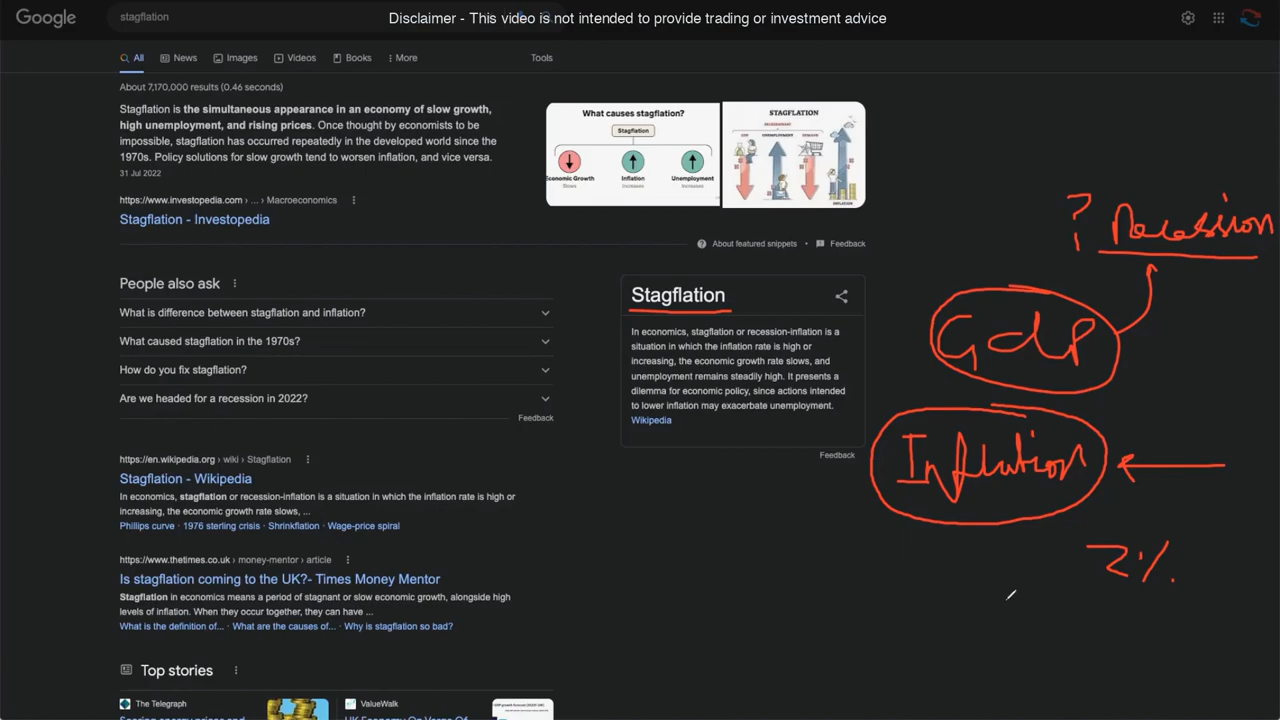 Google
stagflation
Disclaimer - This video is not intended to provide trading or investment advice
All
News
Images
Videos
Books
More
Tools
About 7,170,000 results (0.46 seconds)
Stagflation is the simultaneous appearance in an economy of slow growth,
high unemployment, and rising prices. Once thought by economists to be
impossible, stagflation has occurred repeatedly in the developed world since the
1970s. Policy solutions for slow growth tend to worsen inflation, and vice versa.
31 Jul 2022
https://www.investopedia.com › ... › Macroeconomics
Stagflation - Investopedia
What causes stagflation?
Stagflation
Economic Growth
Slows
Inflation
Increases
Unemployment
Increases
STAGFLATION
GDP
UNEMPLOYMENT
DEMAND
INFLATION
About featured snippets
Feedback
People also ask
What is difference between stagflation and inflation?
What caused stagflation in the 1970s?
How do you fix stagflation?
Are we headed for a recession in 2022?
Feedback
https://en.wikipedia.org › wiki › Stagflation
Stagflation - Wikipedia
In economics, stagflation or recession-inflation is a situation in which the inflation rate is high or
increasing, the economic growth rate slows, ...
Phillips curve · 1976 sterling crisis · Shrinkflation · Wage-price spiral
https://www.thetimes.co.uk › money-mentor › article
Is stagflation coming to the UK?- Times Money Mentor
Stagflation in economics means a period of stagnant or slow economic growth, alongside high
levels of inflation. When they occur together, they can have ...
What is the definition of... · What are the causes of... · Why is stagflation so bad?
Top stories
The Telegraph
ValueWalk
UK Economy On Verge Of
Stagflation
In economics, stagflation or recession-inflation is a
situation in which the inflation rate is high or
increasing, the economic growth rate slows, and
unemployment remains steadily high. It presents a
dilemma for economic policy, since actions intended
to lower inflation may exacerbate unemployment.
Wikipedia
Feedback
? Recession
GdP
Inflation
2%